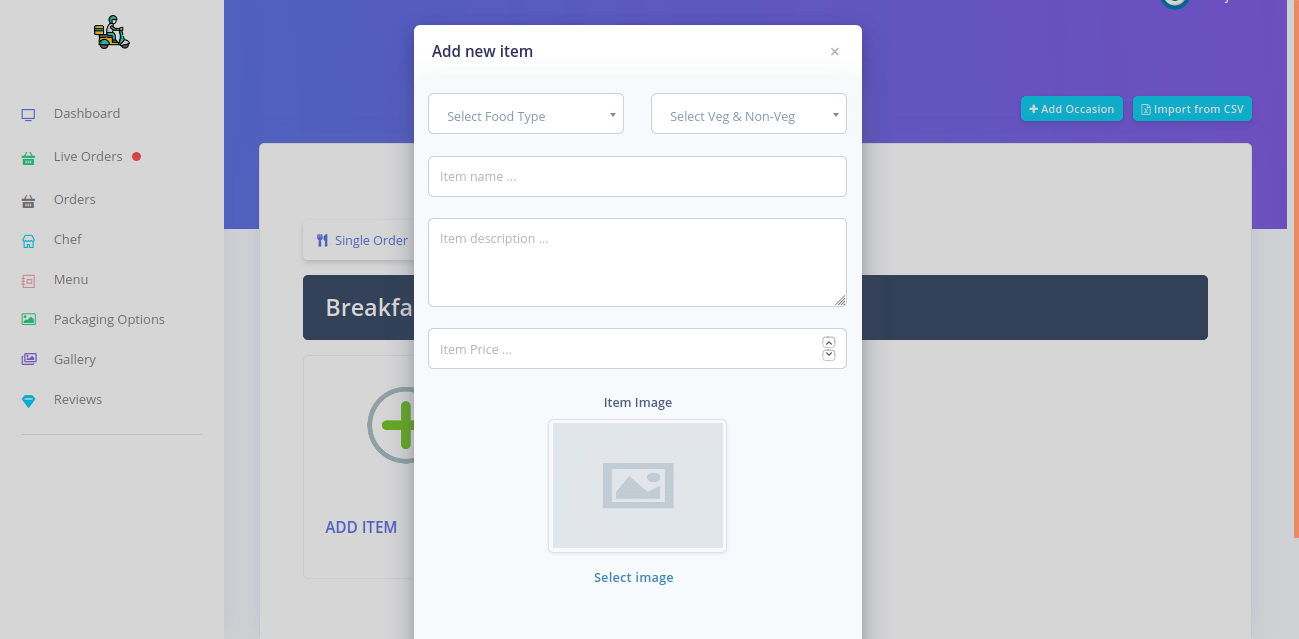 Dashboard
Live Orders
Orders
Chef
Menu
Packaging Options
Gallery
Reviews
+ Add Occasion
Import from CSV
Single Order
Breakfa
ADD ITEM
Add new item
×
Select Food Type
Select Veg & Non-Veg
Item name ...
Item description ...
Item Price ...
Item Image
Select image